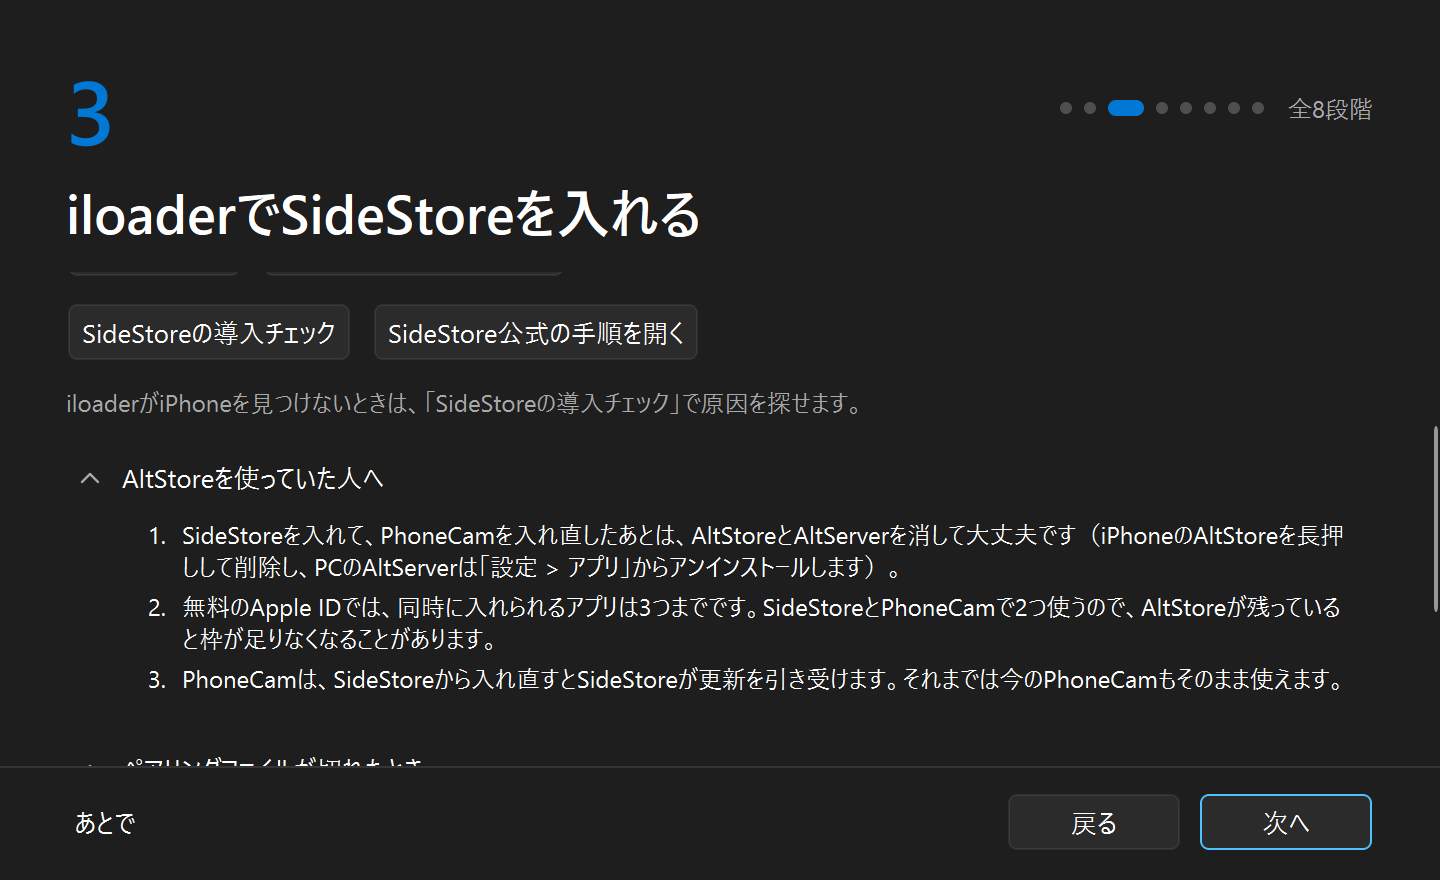 3
全8段階
iloaderでSideStoreを入れる
SideStoreの導入チェック
SideStore公式の手順を開く
iloaderがiPhoneを見つけないときは、「SideStoreの導入チェック」で原因を探せます。
AltStoreを使っていた人へ
1. SideStoreを入れて、PhoneCamを入れ直したあとは、AltStoreとAltServerを消して大丈夫です（iPhoneのAltStoreを長押
しして削除し、PCのAltServerは「設定 > アプリ」からアンインストールします）。
2. 無料のApple IDでは、同時に入れられるアプリは3つまでです。SideStoreとPhoneCamで2つ使うので、AltStoreが残っている
と枠が足りなくなることがあります。
3. PhoneCamは、SideStoreから入れ直すとSideStoreが更新を引き受けます。それまでは今のPhoneCamもそのまま使えます。
ペアリングファイルが切れたとき
あとで
戻る
次へ